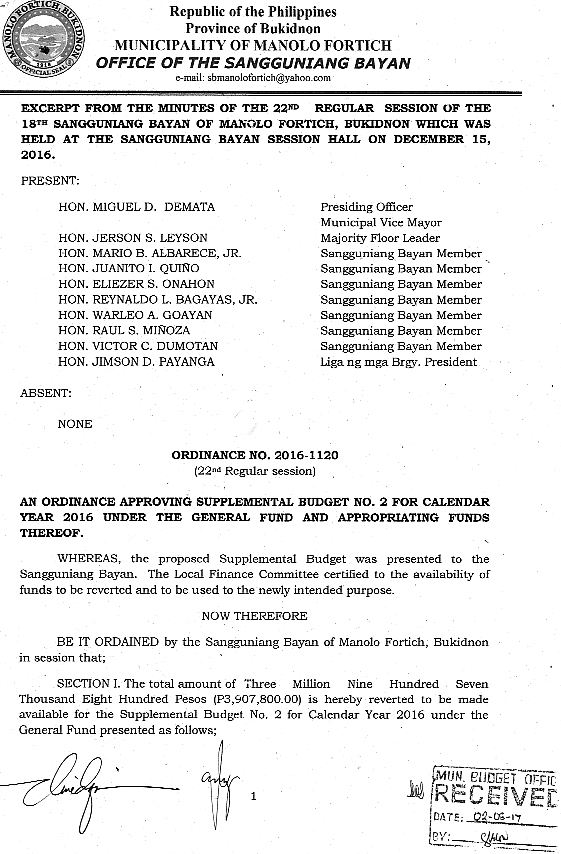 MANOLO FORTICH, BUKIDNON
1916
OFFICIAL SEAL
Republic of the Philippines
Province of Bukidnon
MUNICIPALITY OF MANOLO FORTICH
OFFICE OF THE SANGGUNIANG BAYAN
e-mail: sbmanolofortich@yahoo.com
EXCERPT FROM THE MINUTES OF THE 22ND REGULAR SESSION OF THE
18TH SANGGUNIANG BAYAN OF MANOLO FORTICH, BUKIDNON WHICH WAS
HELD AT THE SANGGUNIANG BAYAN SESSION HALL ON DECEMBER 15,
2016.
PRESENT:
HON. MIGUEL D. DEMATA Presiding Officer
Municipal Vice Mayor
HON. JERSON S. LEYSON Majority Floor Leader
HON. MARIO B. ALBARECE, JR. Sangguniang Bayan Member
HON. JUANITO I. QUIÑO Sangguniang Bayan Member
HON. ELIEZER S. ONAHON Sangguniang Bayan Member
HON. REYNALDO L. BAGAYAS, JR. Sangguniang Bayan Member
HON. WARLEO A. GOAYAN Sangguniang Bayan Member
HON. RAUL S. MIÑOZA Sangguniang Bayan Member
HON. VICTOR C. DUMOTAN Sangguniang Bayan Member
HON. JIMSON D. PAYANGA Liga ng mga Brgy. President
ABSENT:
NONE
ORDINANCE NO. 2016-1120
(22nd Regular session)
AN ORDINANCE APPROVING SUPPLEMENTAL BUDGET NO. 2 FOR CALENDAR
YEAR 2016 UNDER THE GENERAL FUND AND APPROPRIATING FUNDS
THEREOF.
WHEREAS, the proposed Supplemental Budget was presented to the
Sangguniang Bayan. The Local Finance Committee certified to the availability of
funds to be reverted and to be used to the newly intended purpose.
NOW THEREFORE
BE IT ORDAINED by the Sangguniang Bayan of Manolo Fortich, Bukidnon
in session that;
SECTION I. The total amount of Three Million Nine Hundred Seven
Thousand Eight Hundred Pesos (P3,907,800.00) is hereby reverted to be made
available for the Supplemental Budget No. 2 for Calendar Year 2016 under the
General Fund presented as follows;
1
MUN. BUDGET OFFIC
RECEIVED
DATE: 02-03-17
BY: